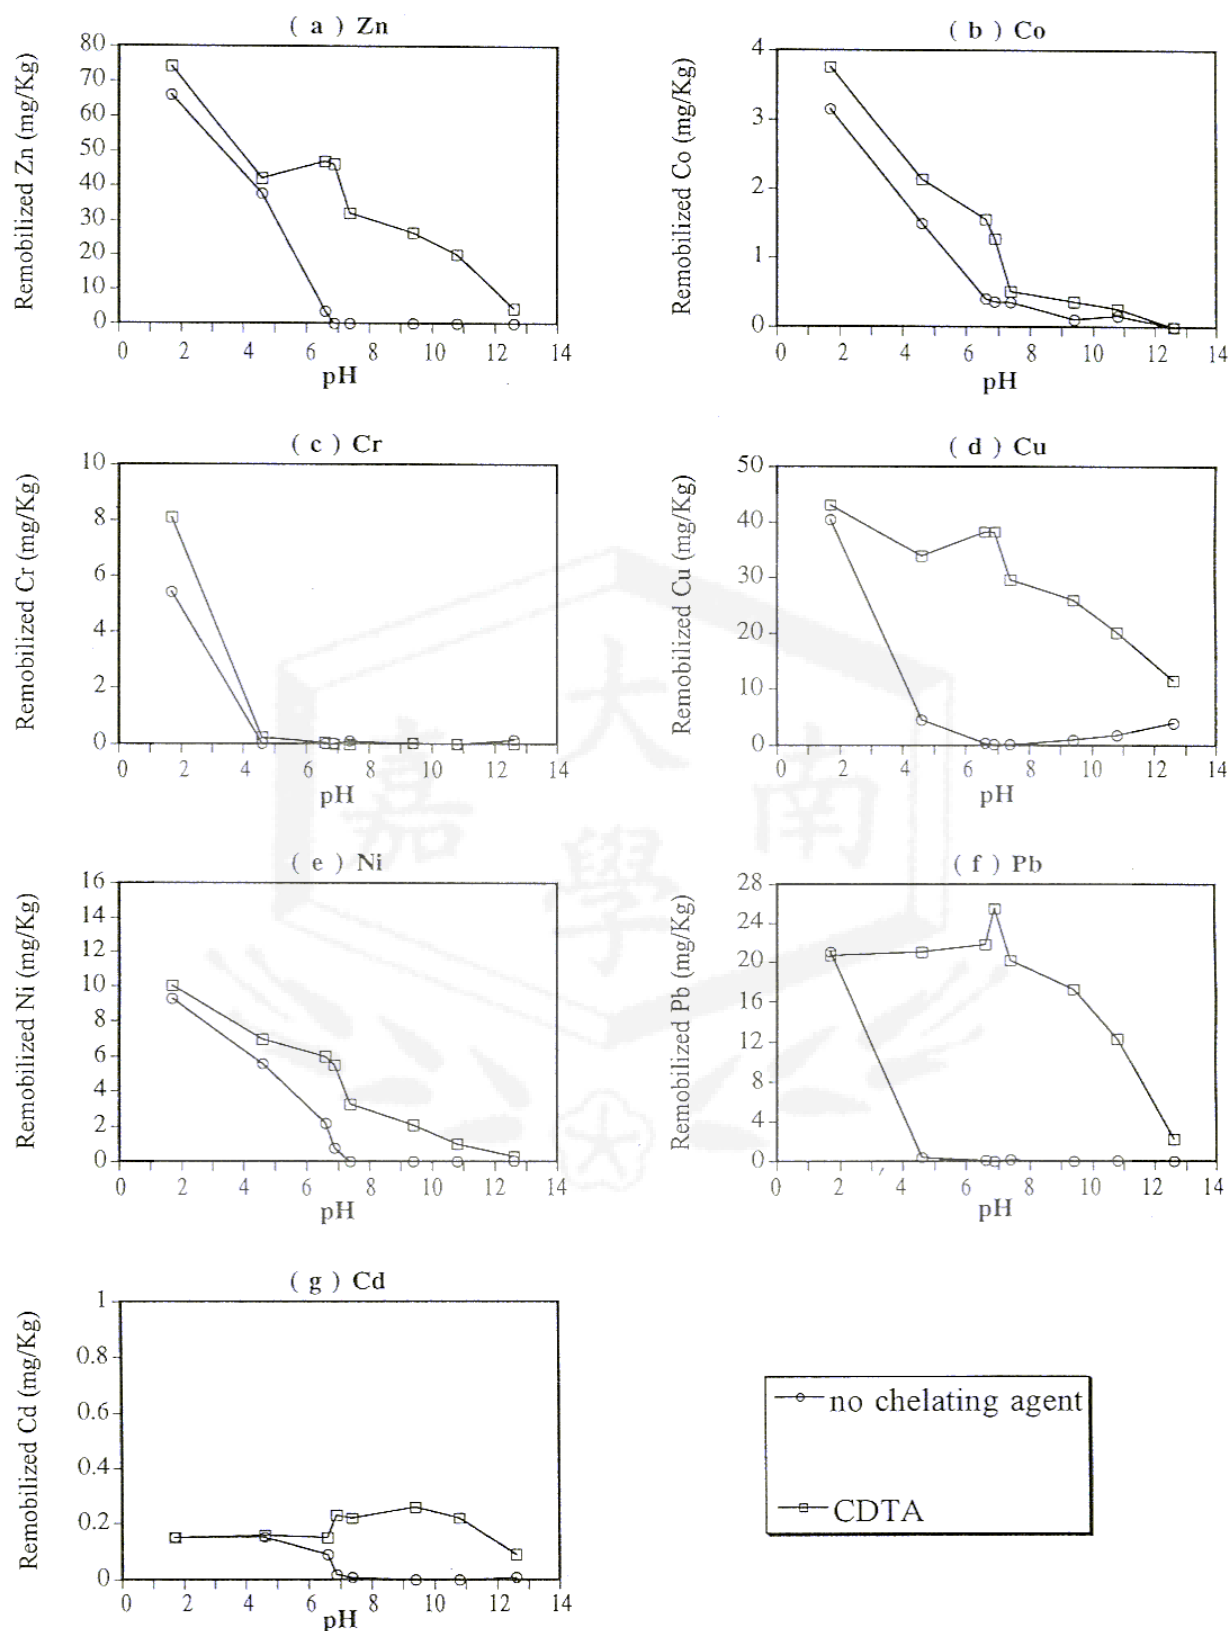 ( a ) Zn
Remobilized Zn (mg/Kg)
80
70
60
50
40
30
20
10
0
0 2 4 6 8 10 12 14
pH
( b ) Co
Remobilized Co (mg/Kg)
4
3
2
1
0
0 2 4 6 8 10 12 14
pH
( c ) Cr
Remobilized Cr (mg/Kg)
10
8
6
4
2
0
0 2 4 6 8 10 12 14
pH
( d ) Cu
Remobilized Cu (mg/Kg)
50
40
30
20
10
0
0 2 4 6 8 10 12 14
pH
( e ) Ni
Remobilized Ni (mg/Kg)
16
14
12
10
8
6
4
2
0
0 2 4 6 8 10 12 14
pH
( f ) Pb
Remobilized Pb (mg/Kg)
28
24
20
16
12
8
4
0
0 2 4 6 8 10 12 14
pH
( g ) Cd
Remobilized Cd (mg/Kg)
1
0.8
0.6
0.4
0.2
0
0 2 4 6 8 10 12 14
pH
no chelating agent
CDTA
大
嘉 南
學